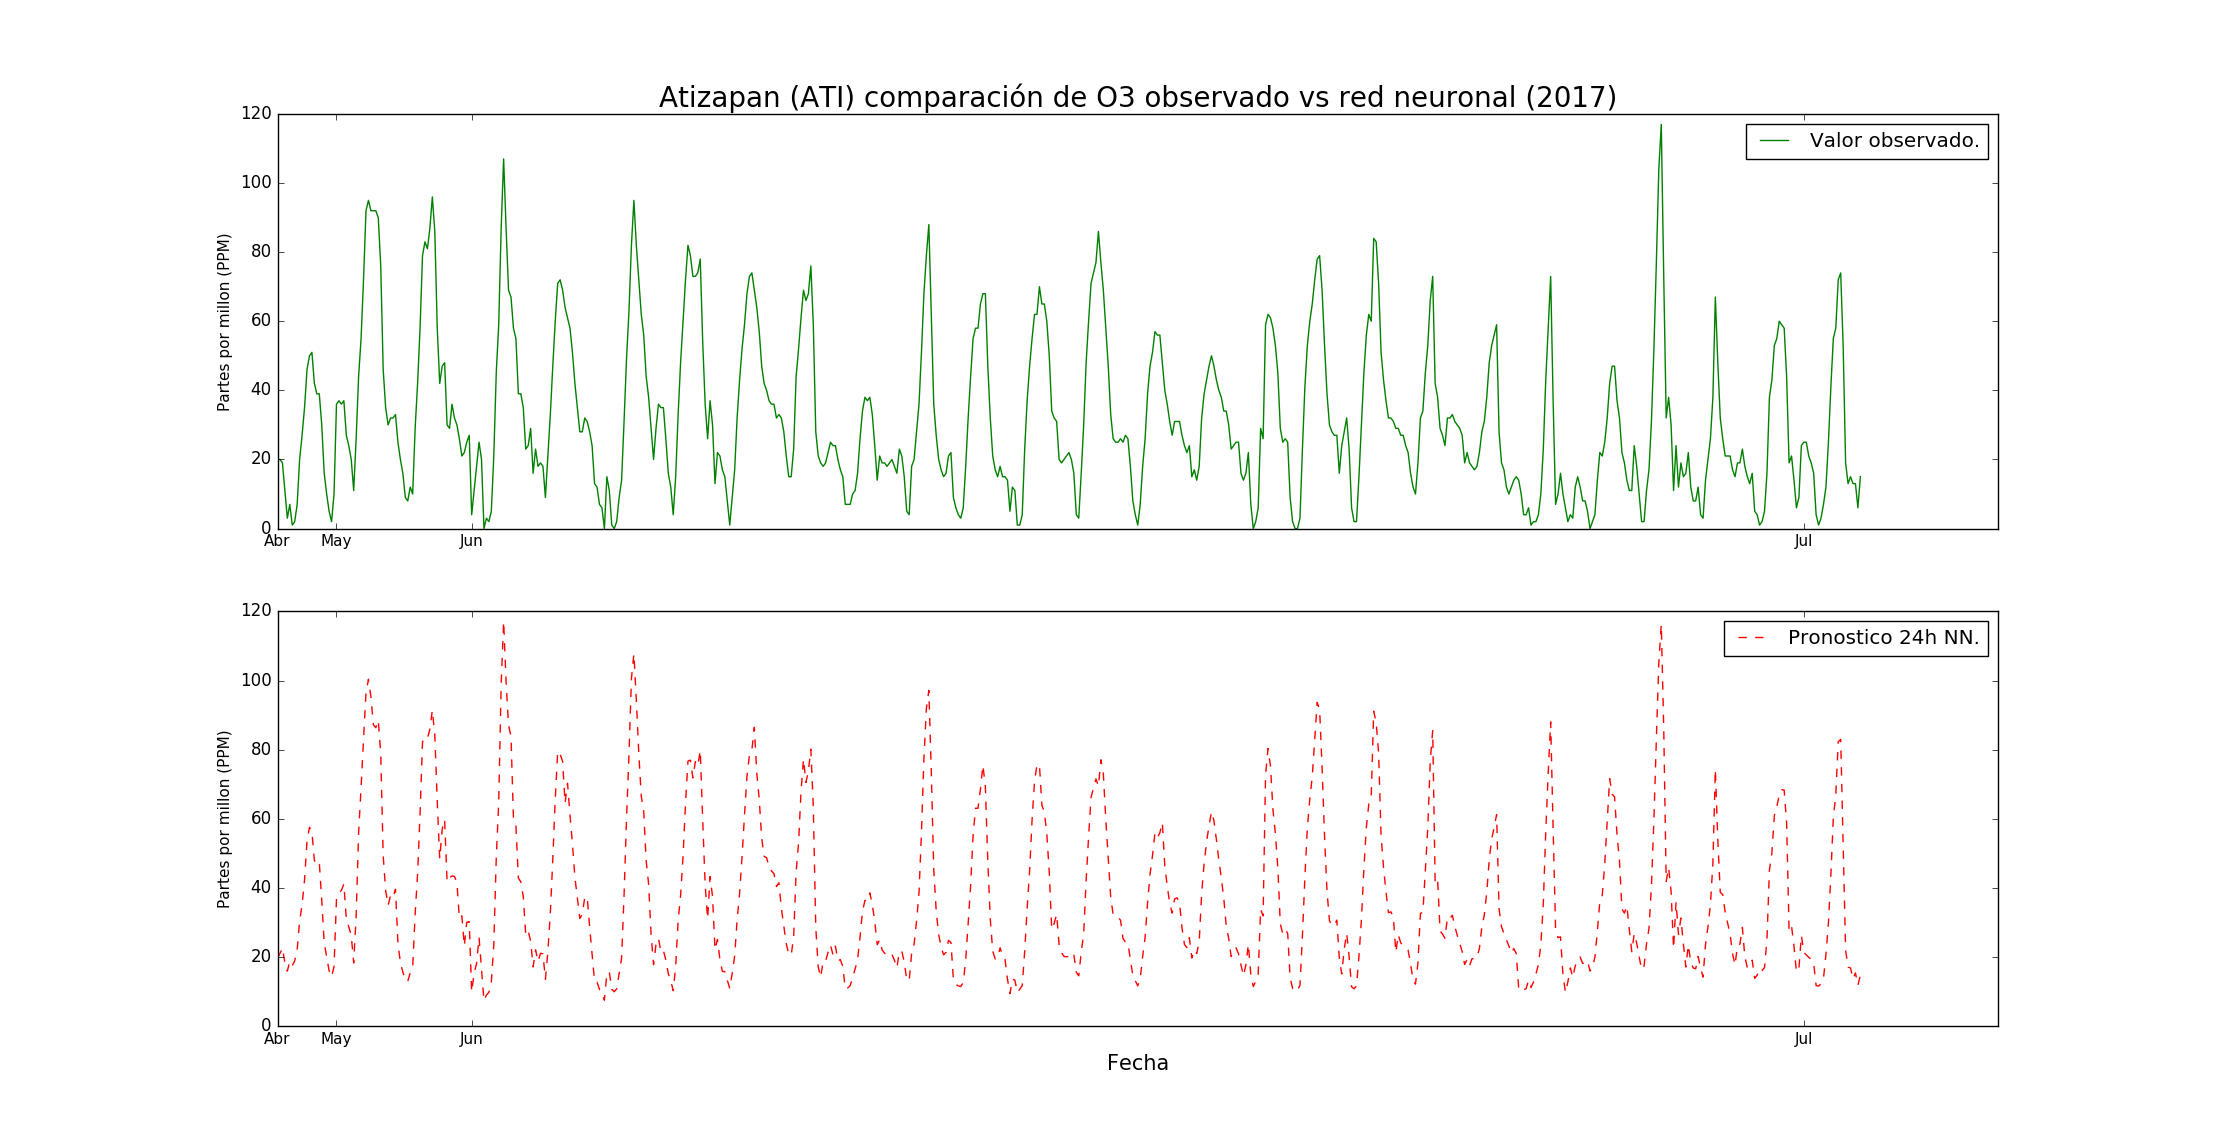 Atizapan (ATI) comparación de O3 observado vs red neuronal (2017)
120
100
80
60
40
20
0
Partes por millon (PPM)
Valor observado.
Abr May Jun Jul
120
100
80
60
40
20
0
Partes por millon (PPM)
Pronostico 24h NN.
Abr May Jun Jul
Fecha